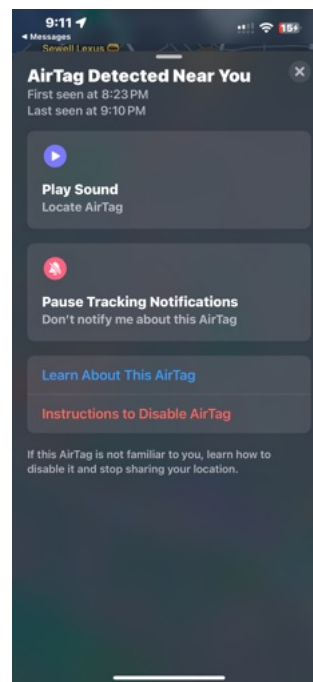 9:11
15
◀ Messages
Sewell Lexus
AirTag Detected Near You
First seen at 8:23 PM
Last seen at 9:10 PM
Play Sound
Locate AirTag
Pause Tracking Notifications
Don't notify me about this AirTag
Learn About This AirTag
Instructions to Disable AirTag
If this AirTag is not familiar to you, learn how to
disable it and stop sharing your location.